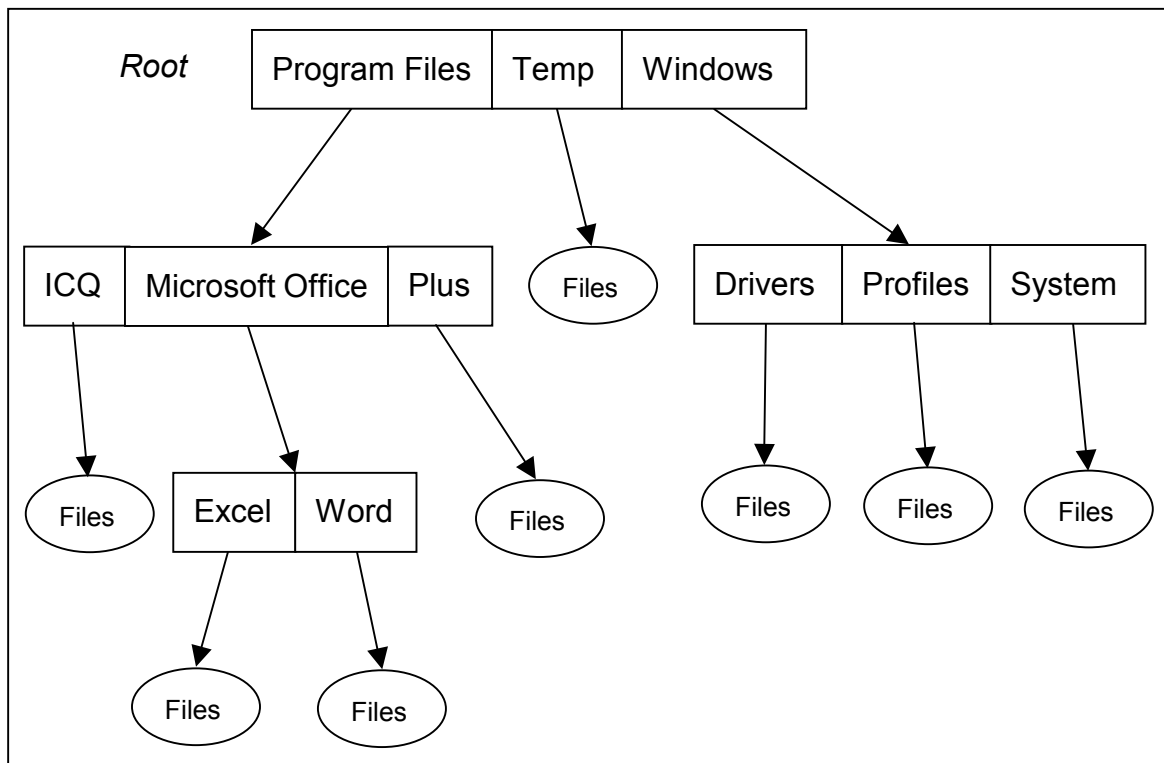 Root
Program Files Temp Windows
ICQ Microsoft Office Plus
Files
Drivers Profiles System
Files
Excel Word
Files
Files
Files
Files
Files
Files